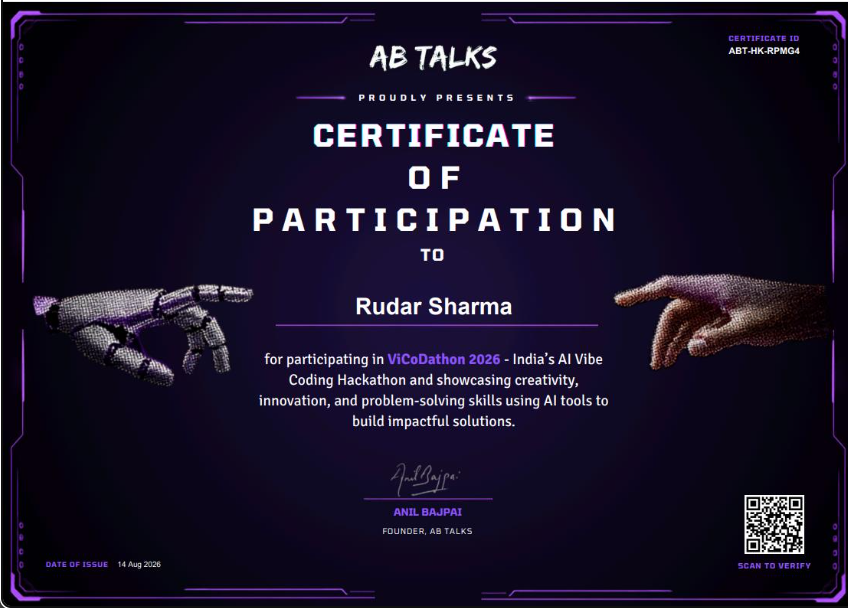 CERTIFICATE ID
ABT-HK-RPMG4
AB TALKS
PROUDLY PRESENTS
CERTIFICATE
OF
PARTICIPATION
TO
Rudar Sharma
for participating in ViCoDathon 2026 - India’s AI Vibe
Coding Hackathon and showcasing creativity,
innovation, and problem-solving skills using AI tools to
build impactful solutions.
Anil Bajpai
ANIL BAJPAI
FOUNDER, AB TALKS
DATE OF ISSUE 14 Aug 2026
SCAN TO VERIFY